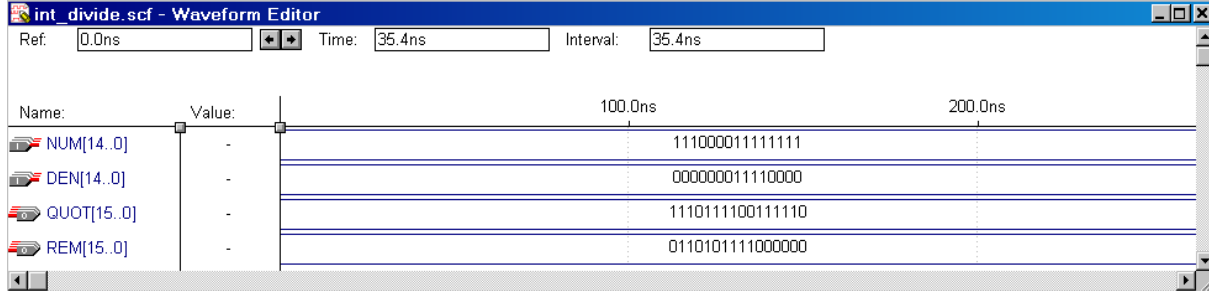 int_divide.scf - Waveform Editor
Ref: 0.0ns Time: 35.4ns Interval: 35.4ns
100.0ns 200.0ns
Name: Value:
NUM[14..0] - 111000011111111
DEN[14..0] - 000000011110000
QUOT[15..0] - 1110111100111110
REM[15..0] - 0110101111000000